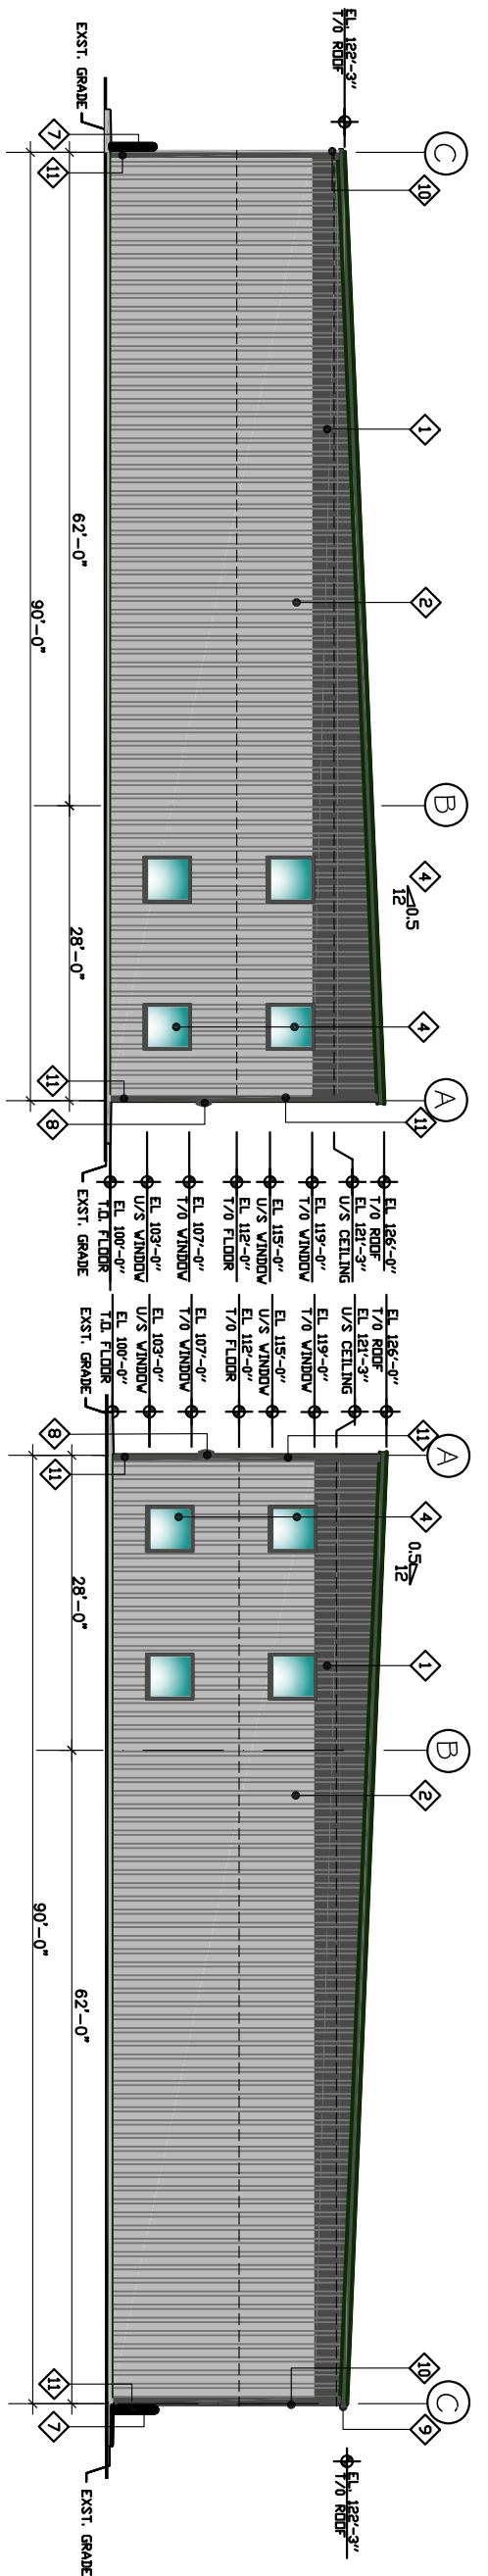 EL. 122'-3"
T/O ROOF
EXST. GRADE
C
10
7
11
1
2
62'-0"
90'-0"
B
4
0.5
12
28'-0"
4
A
11
8
11
EL 126'-0"
T/O ROOF
EL 121'-3"
U/S CEILING
EL 119'-0"
T/O WINDOW
EL 115'-0"
U/S WINDOW
EL 112'-0"
T/O FLOOR
EL 107'-0"
T/O WINDOW
EL 103'-0"
U/S WINDOW
EL 100'-0"
T.O. FLOOR
EXST. GRADE
EL 126'-0"
T/O ROOF
EL 121'-3"
U/S CEILING
EL 119'-0"
T/O WINDOW
EL 115'-0"
U/S WINDOW
EL 112'-0"
T/O FLOOR
EL 107'-0"
T/O WINDOW
EL 103'-0"
U/S WINDOW
EL 100'-0"
T.O. FLOOR
EXST. GRADE
A
11
8
11
4
0.5
12
28'-0"
1
B
2
90'-0"
62'-0"
10
C
9
11
7
EL. 122'-3"
T/O ROOF
EXST. GRADE